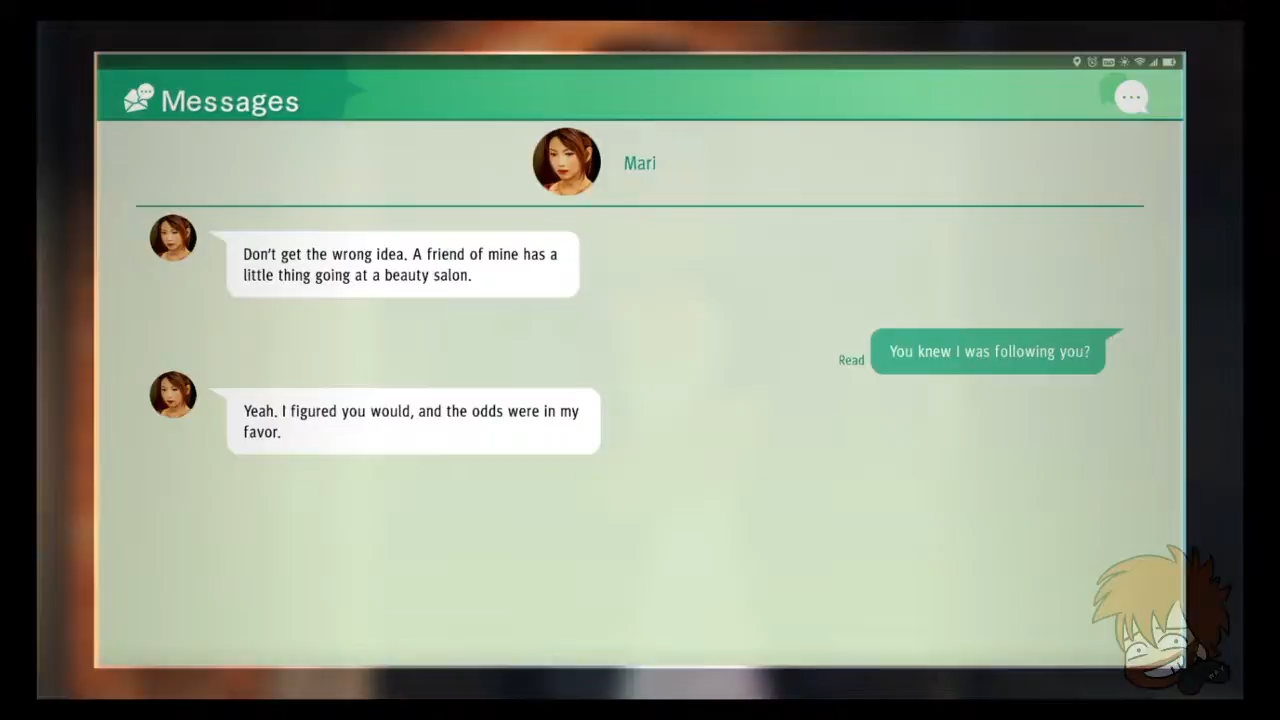 Messages
Mari
Don't get the wrong idea. A friend of mine has a
little thing going at a beauty salon.
You knew I was following you?
Read
Yeah. I figured you would, and the odds were in my
favor.